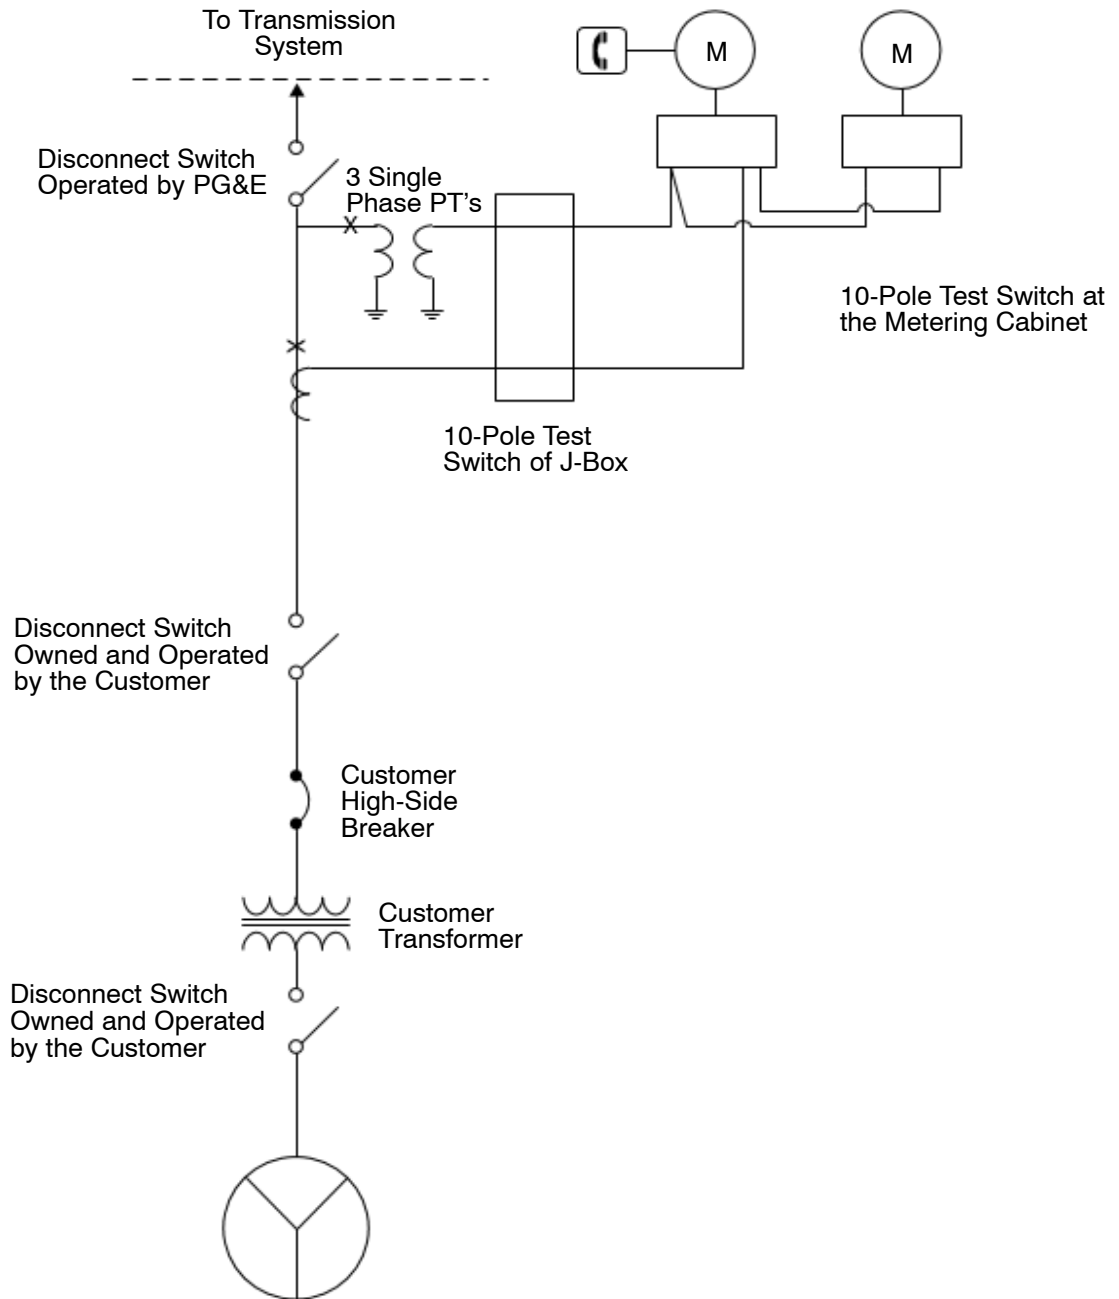 To Transmission
System
M
M
Disconnect Switch
Operated by PG&E
3 Single
Phase PT’s
10-Pole Test Switch at
the Metering Cabinet
10-Pole Test
Switch of J-Box
Disconnect Switch
Owned and Operated
by the Customer
Customer
High-Side
Breaker
Customer
Transformer
Disconnect Switch
Owned and Operated
by the Customer